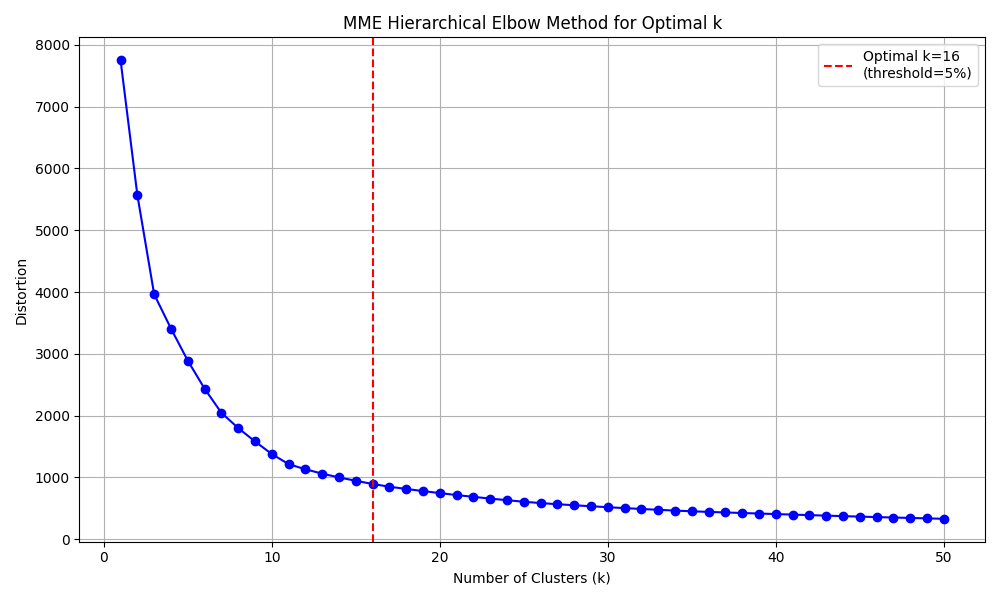 MME Hierarchical Elbow Method for Optimal k
Optimal k=16
(threshold=5%)
8000
7000
6000
5000
4000
3000
2000
1000
0
Distortion
0 10 20 30 40 50
Number of Clusters (k)